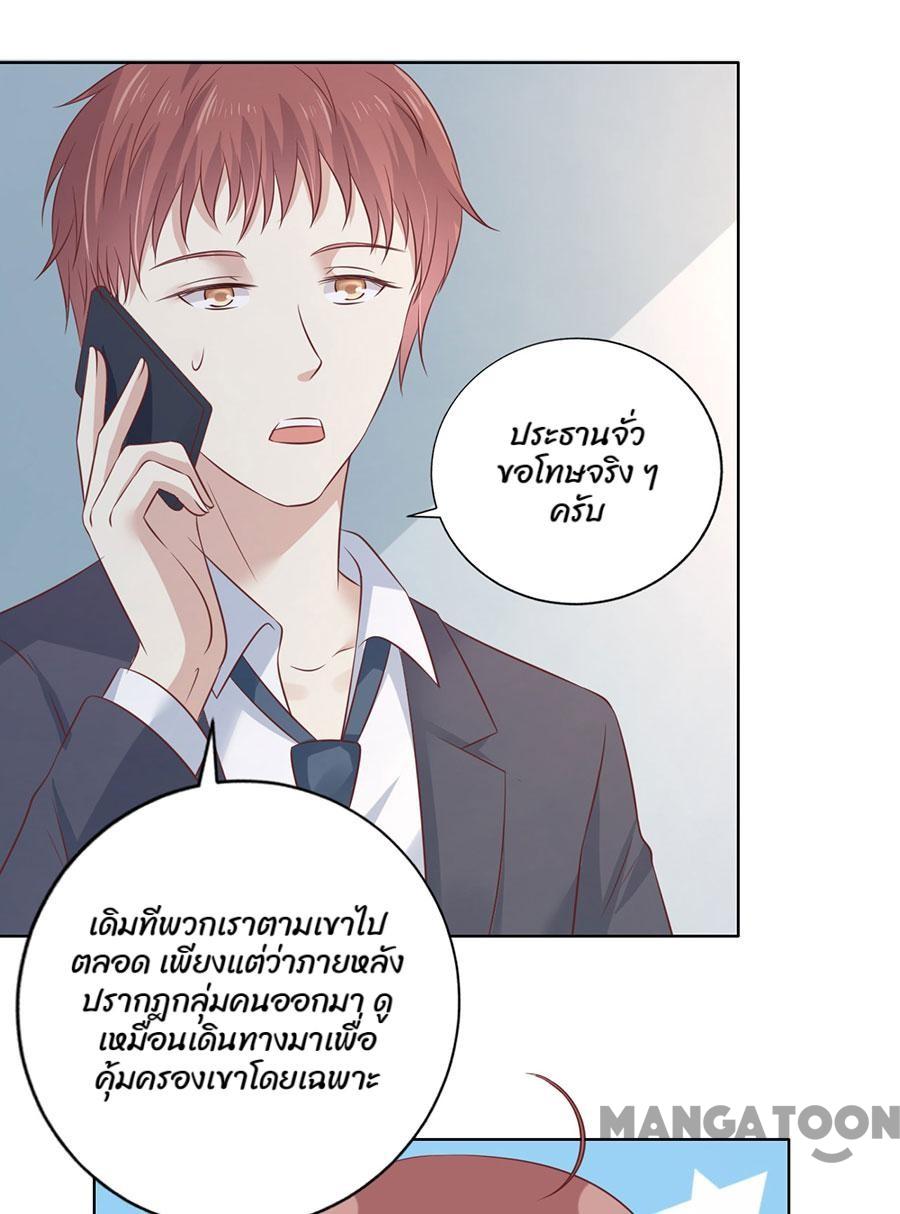 ประธานจั่ว
ขอโทษจริง ๆ
ครับ
เดิมทีพวกเราตามเขาไป
ตลอด เพียงแต่ว่าภายหลัง
ปรากฎกลุ่มคนออกมา ดู
เหมือนเดินทางมาเพื่อ
คุ้มครองเขาโดยเฉพาะ
MANGATOON